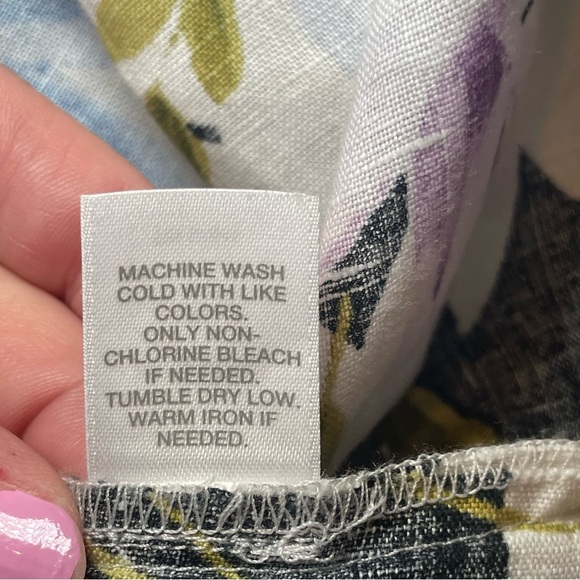 MACHINE WASH
COLD WITH LIKE
COLORS.
ONLY NON-
CHLORINE BLEACH
IF NEEDED.
TUMBLE DRY LOW.
WARM IRON IF
NEEDED.